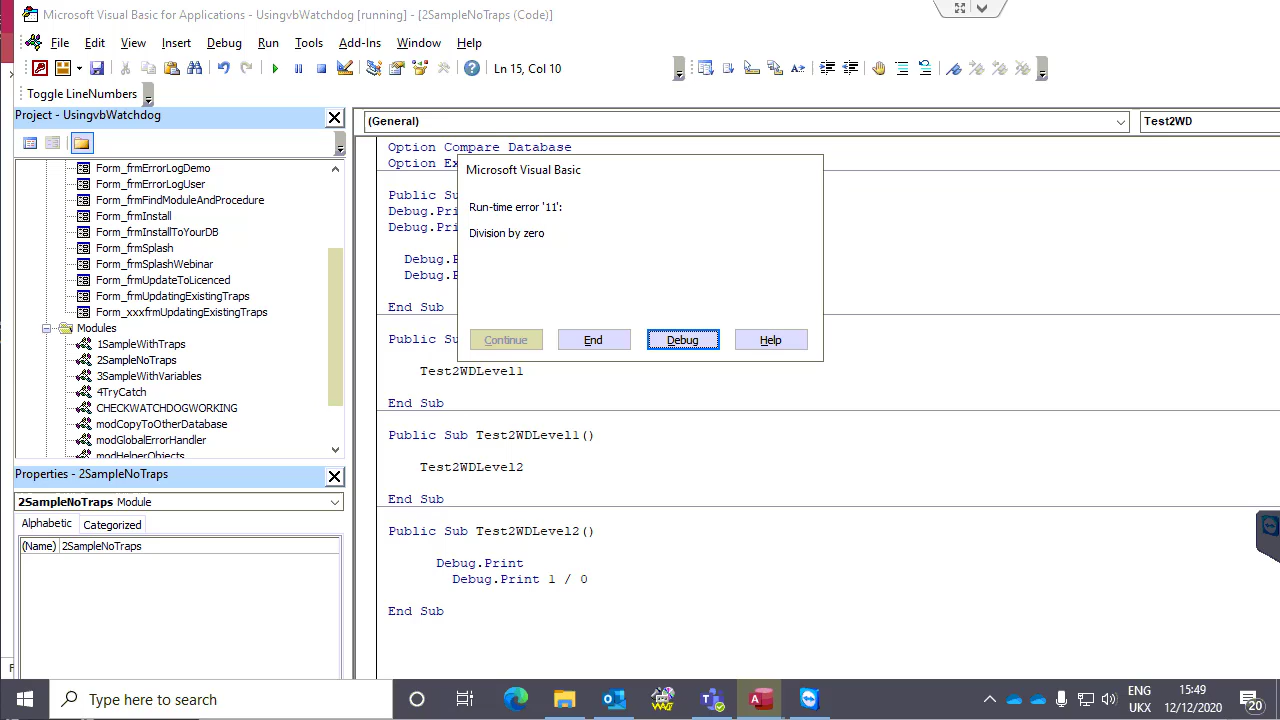 Microsoft Visual Basic for Applications - UsingvbWatchdog [running] - [2SampleNoTraps (Code)]
File Edit View Insert Debug Run Tools Add-Ins Window Help
Ln 15, Col 10
Toggle LineNumbers
Project - UsingvbWatchdog
Form_frmErrorLogDemo
Form_frmErrorLogUser
Form_frmFindModuleAndProcedure
Form_frmInstall
Form_frmInstallToYourDB
Form_frmSplash
Form_frmSplashWebinar
Form_frmUpdateToLicenced
Form_frmUpdatingExistingTraps
Form_xxxfrmUpdatingExistingTraps
Modules
1SampleWithTraps
2SampleNoTraps
3SampleWithVariables
4TryCatch
CHECKWATCHDOGWORKING
modCopyToOtherDatabase
modGlobalErrorHandler
modHelperObjects
Properties - 2SampleNoTraps
2SampleNoTraps Module
Alphabetic Categorized
(Name) 2SampleNoTraps
(General) Test2WD
Option Compare Database
Option Ex
Public Su
Debug.Pri
Debug.Pri
Debug.P
Debug.P
End Sub
Public Su
Test2WDLevel1
End Sub
Public Sub Test2WDLevel1()
Test2WDLevel2
End Sub
Public Sub Test2WDLevel2()
Debug.Print
Debug.Print 1 / 0
End Sub
Microsoft Visual Basic
Run-time error '11':
Division by zero
Continue End Debug Help
Type here to search
ENG
UKX
15:49
12/12/2020
20